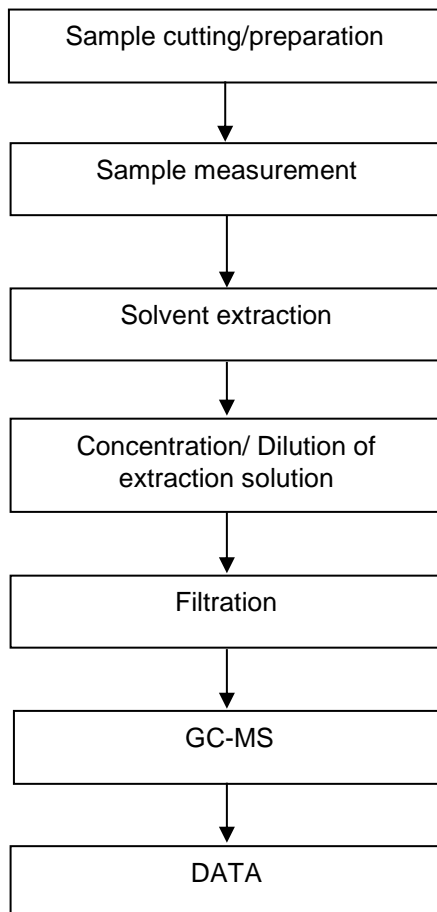 Sample cutting/preparation
Sample measurement
Solvent extraction
Concentration/ Dilution of
extraction solution
Filtration
GC-MS
DATA